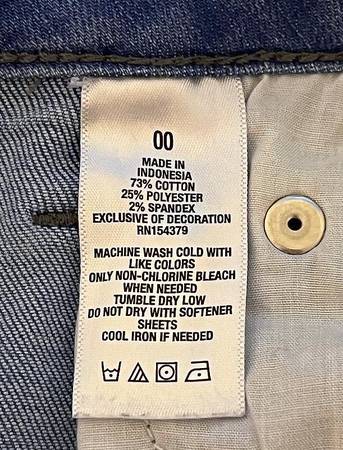 00
MADE IN
INDONESIA
73% COTTON
25% POLYESTER
2% SPANDEX
EXCLUSIVE OF DECORATION
RN154379
MACHINE WASH COLD WITH
LIKE COLORS
ONLY NON-CHLORINE BLEACH
WHEN NEEDED
TUMBLE DRY LOW
DO NOT DRY WITH SOFTENER
SHEETS
COOL IRON IF NEEDED